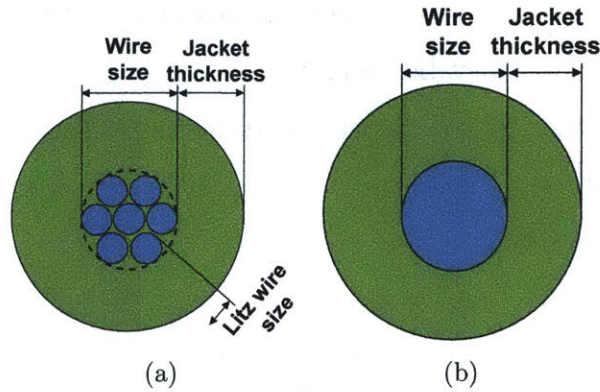 Wire
size
Jacket
thickness
Litz wire
size
(a)
Wire
size
Jacket
thickness
(b)